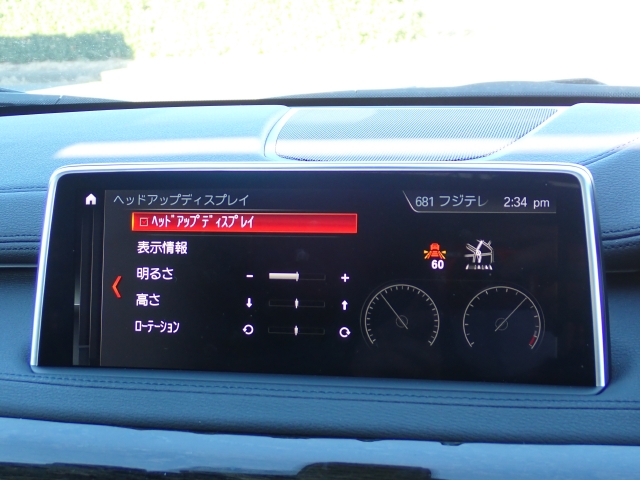 ヘッドアップディスプレイ
681 フジテレ 2:34 pm
ヘッドアップディスプレイ
表示情報
明るさ - +
高さ
ローテーション
60